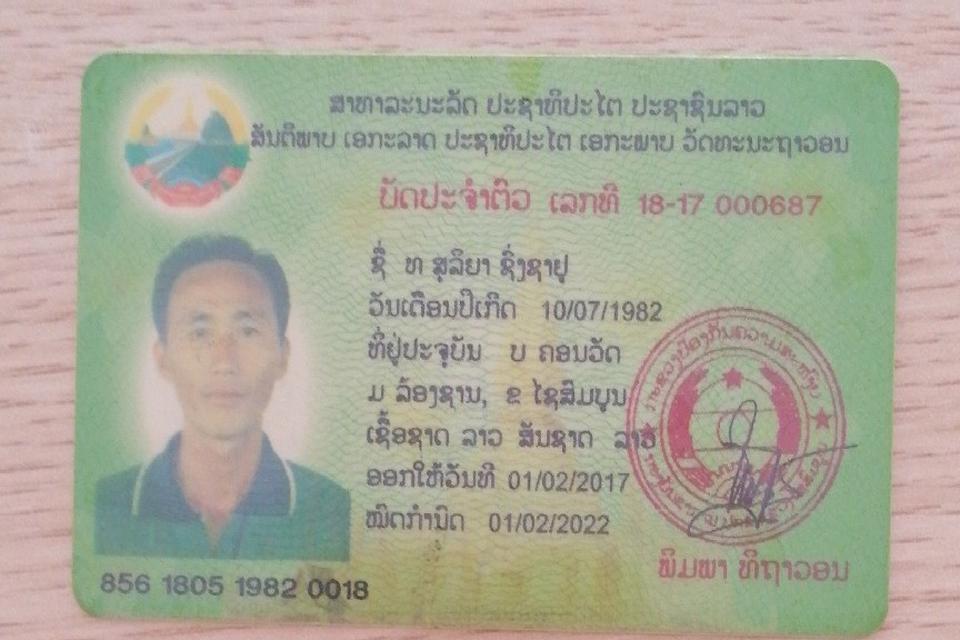 ສາທາລະນະລັດ ປະຊາທິປະໄຕ ປະຊາຊົນລາວ
ສັນຕິພາບ ເອກະລາດ ປະຊາທິປະໄຕ ເອກະພາບ ວັດທະນະຖາວອນ
ບັດປະຈຳຕົວ ເລກທີ 18-17 000687
ຊື່ ທ ສຸລິຍາ ຊົ່ງຊາຢູ
ວັນເດືອນປີເກີດ 10/07/1982
ທີ່ຢູ່ປະຈຸບັນ ບ ຄອນວັດ
ມ ລ້ອງຊານ, ຂ ໄຊສົມບູນ
ເຊື້ອຊາດ ລາວ ສັນຊາດ ລາວ
ອອກໃຫ້ວັນທີ 01/02/2017
ໝົດກຳນົດ 01/02/2022
ພິມພາ ທິຖາວອນ
856 1805 1982 0018